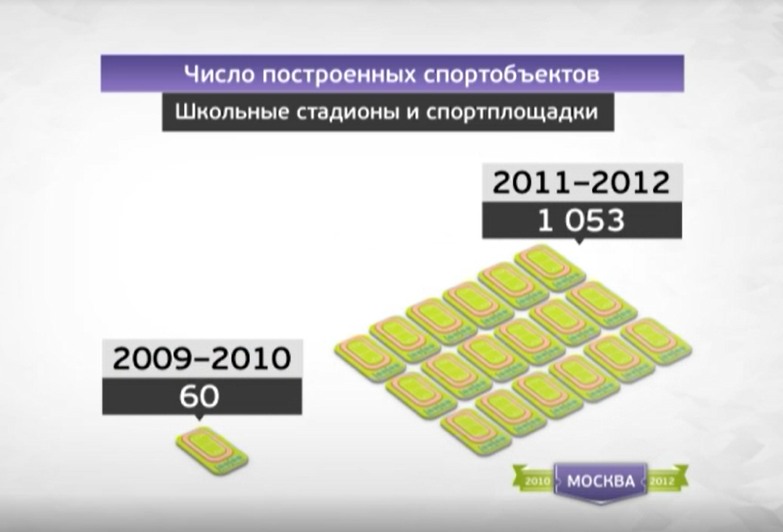 Число построенных спортобъектов
Школьные стадионы и спортплощадки
2011–2012
1 053
2009–2010
60
2010 МОСКВА 2012